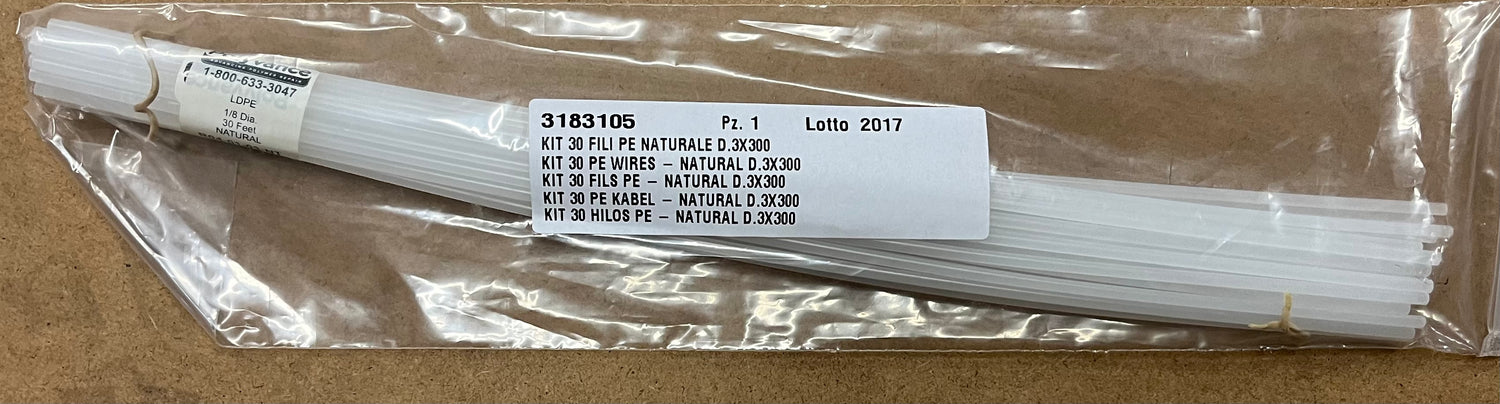 1-800-633-3047
LDPE
1/8 Dia.
30 Feet
NATURAL
3183105 Pz. 1 Lotto 2017
KIT 30 FILI PE NATURALE D.3X300
KIT 30 PE WIRES – NATURAL D.3X300
KIT 30 FILS PE – NATURAL D.3X300
KIT 30 PE KABEL – NATURAL D.3X300
KIT 30 HILOS PE – NATURAL D.3X300